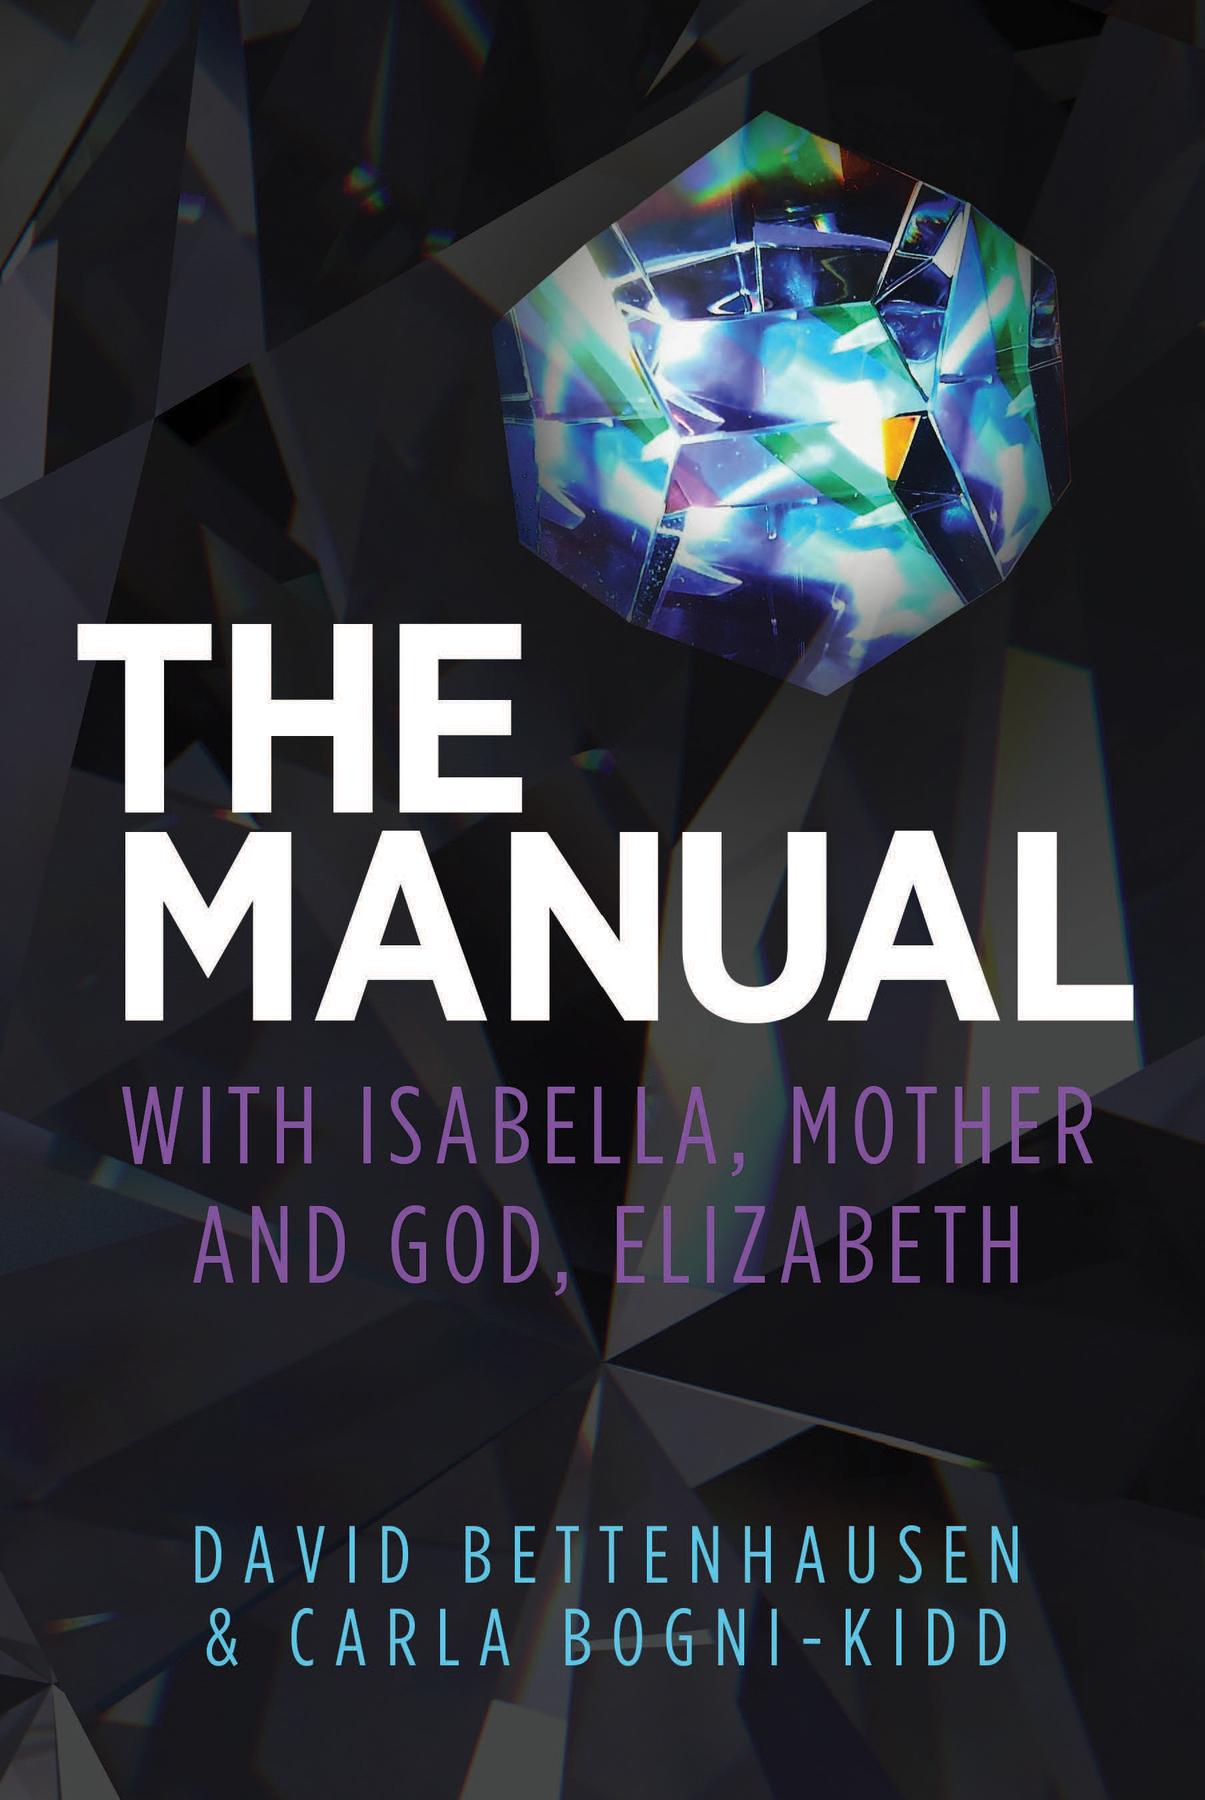 THE
MANUAL
WITH ISABELLA, MOTHER
AND GOD, ELIZABETH
DAVID BETTENHAUSEN
& CARLA BOGNI-KIDD